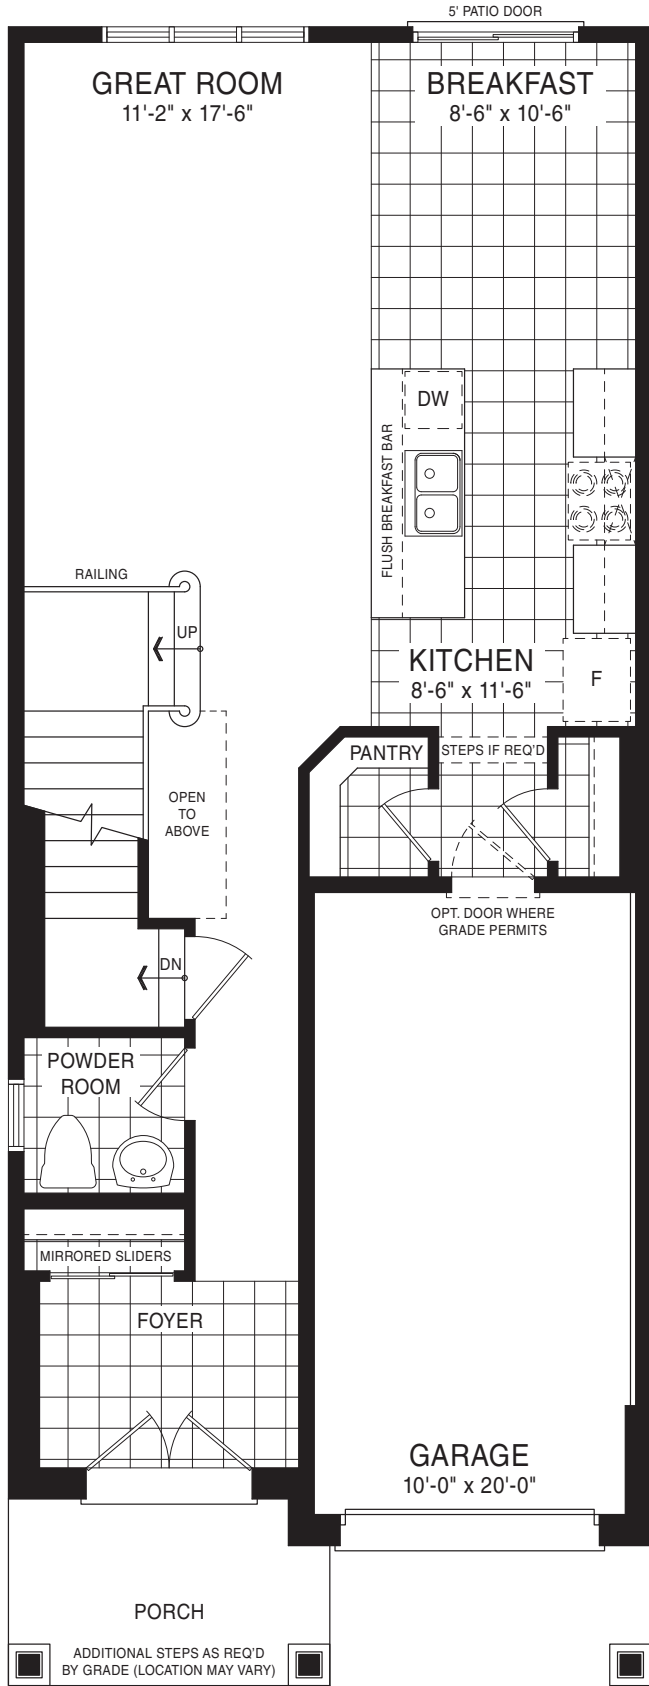 5' PATIO DOOR
GREAT ROOM
11'-2" x 17'-6"
BREAKFAST
8'-6" x 10'-6"
DW
FLUSH BREAKFAST BAR
RAILING
UP
KITCHEN
8'-6" x 11'-6"
F
PANTRY
STEPS IF REQ'D
OPEN
TO
ABOVE
OPT. DOOR WHERE
GRADE PERMITS
DN
POWDER
ROOM
MIRRORED SLIDERS
FOYER
GARAGE
10'-0" x 20'-0"
PORCH
ADDITIONAL STEPS AS REQ'D
BY GRADE (LOCATION MAY VARY)